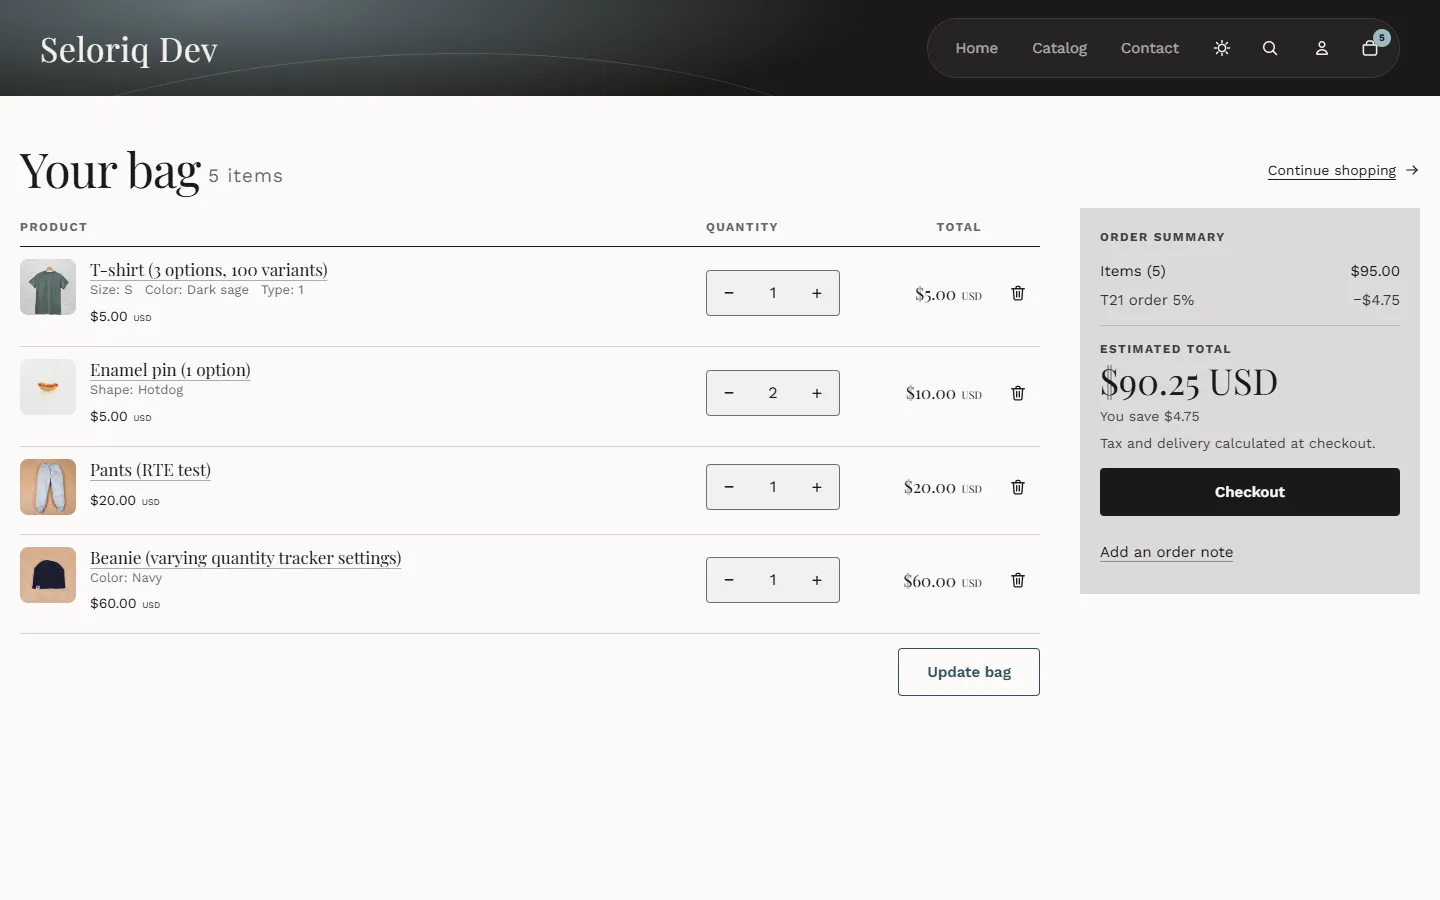 Seloriq Dev
Home Catalog Contact 5
Your bag 5 items
Continue shopping →
PRODUCT QUANTITY TOTAL
T-shirt (3 options, 100 variants)
Size: S Color: Dark sage Type: 1
$5.00 USD
− 1 +
$5.00 USD
Enamel pin (1 option)
Shape: Hotdog
$5.00 USD
− 2 +
$10.00 USD
Pants (RTE test)
$20.00 USD
− 1 +
$20.00 USD
Beanie (varying quantity tracker settings)
Color: Navy
$60.00 USD
− 1 +
$60.00 USD
Update bag
ORDER SUMMARY
Items (5) $95.00
T21 order 5% −$4.75
ESTIMATED TOTAL
$90.25 USD
You save $4.75
Tax and delivery calculated at checkout.
Checkout
Add an order note